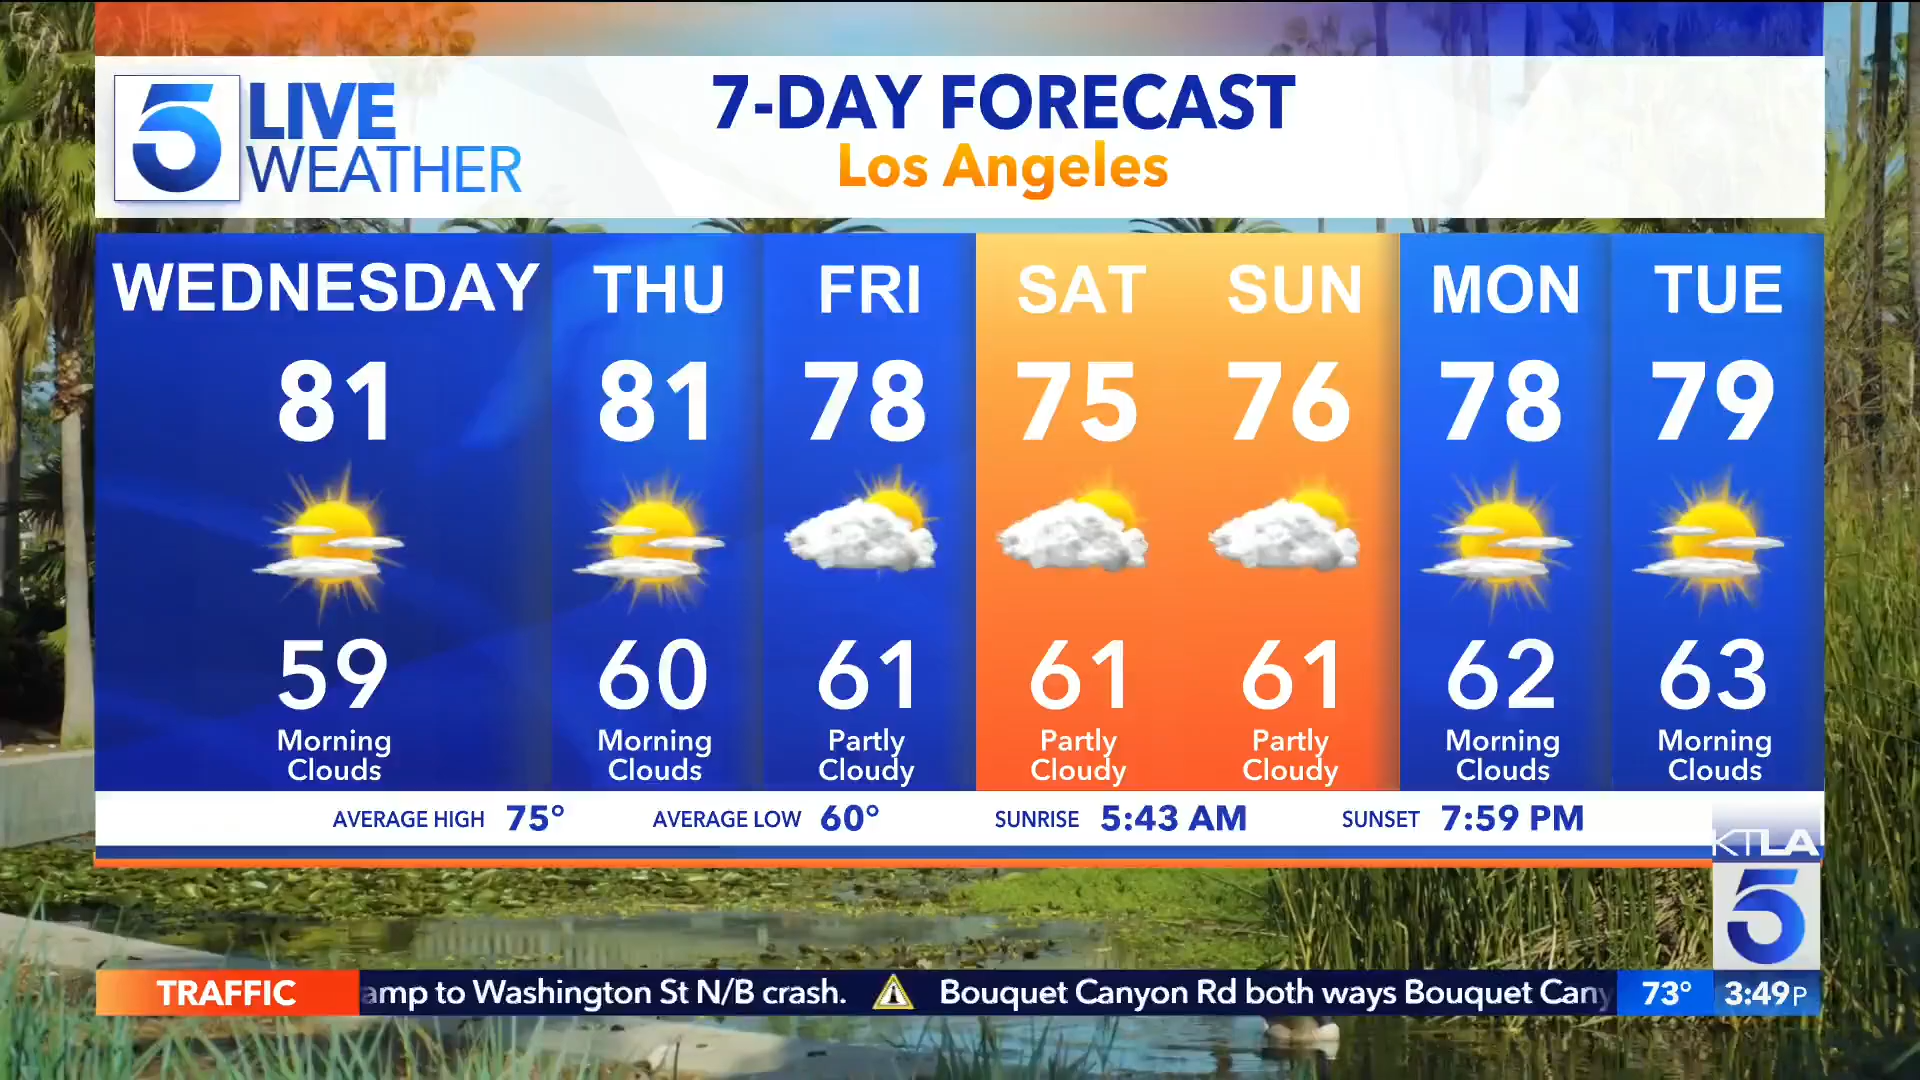 5 LIVE
WEATHER
7-DAY FORECAST
Los Angeles
WEDNESDAY THU FRI SAT SUN MON TUE
81 81 78 75 76 78 79
59 60 61 61 61 62 63
Morning Morning Partly Partly Partly Morning Morning
Clouds Clouds Cloudy Cloudy Cloudy Clouds Clouds
AVERAGE HIGH 75° AVERAGE LOW 60° SUNRISE 5:43 AM SUNSET 7:59 PM
KTLA
5
TRAFFIC amp to Washington St N/B crash. Bouquet Canyon Rd both ways Bouquet Cany 73° 3:49P